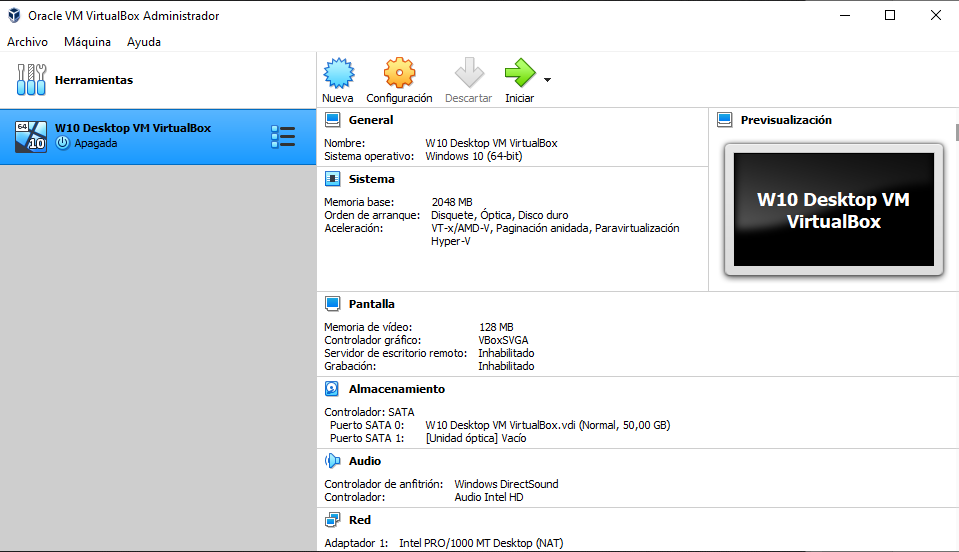 Oracle VM VirtualBox Administrador
Archivo Máquina Ayuda
Herramientas
64
10
W10 Desktop VM VirtualBox
Apagada
Nueva Configuración Descartar Iniciar
General
Nombre: W10 Desktop VM VirtualBox
Sistema operativo: Windows 10 (64-bit)
Previsualización
W10 Desktop VM
VirtualBox
Sistema
Memoria base: 2048 MB
Orden de arranque: Disquete, Óptica, Disco duro
Aceleración: VT-x/AMD-V, Paginación anidada, Paravirtualización
Hyper-V
Pantalla
Memoria de vídeo: 128 MB
Controlador gráfico: VBoxSVGA
Servidor de escritorio remoto: Inhabilitado
Grabación: Inhabilitado
Almacenamiento
Controlador: SATA
Puerto SATA 0: W10 Desktop VM VirtualBox.vdi (Normal, 50,00 GB)
Puerto SATA 1: [Unidad óptica] Vacío
Audio
Controlador de anfitrión: Windows DirectSound
Controlador: Audio Intel HD
Red
Adaptador 1: Intel PRO/1000 MT Desktop (NAT)